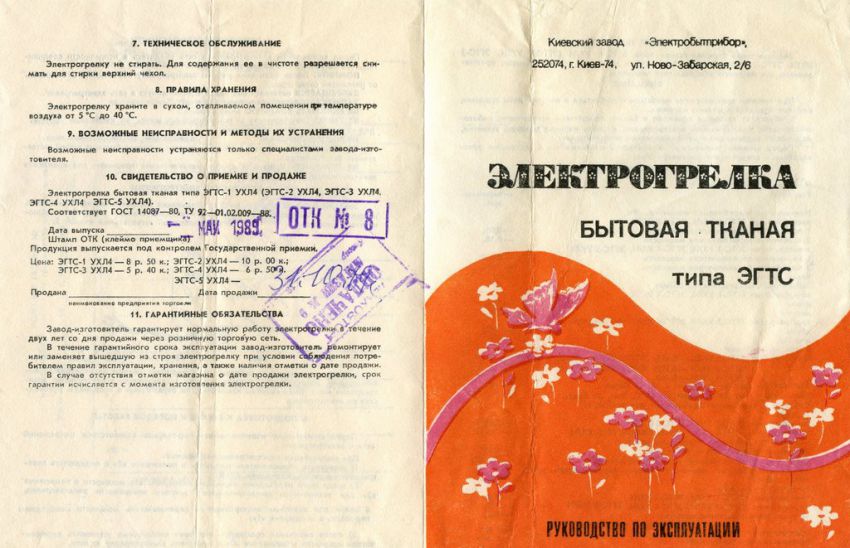 7. ТЕХНИЧЕСКОЕ ОБСЛУЖИВАНИЕ
Электрогрелку не стирать. Для содержания ее в чистоте разрешается сни-
мать для стирки верхний чехол.
8. ПРАВИЛА ХРАНЕНИЯ
Электрогрелку храните в сухом, отапливаемом помещении при температуре
воздуха от 5 °С до 40 °С.
9. ВОЗМОЖНЫЕ НЕИСПРАВНОСТИ И МЕТОДЫ ИХ УСТРАНЕНИЯ
Возможные неисправности устраняются только специалистами завода-изго-
товителя.
10. СВИДЕТЕЛЬСТВО О ПРИЕМКЕ И ПРОДАЖЕ
Электрогрелка бытовая тканая типа ЭГТС-1 УХЛ4 (ЭГТС-2 УХЛ4, ЭГТС-3 УХЛ4,
ЭГТС-4 УХЛ4 ЭГТС-5 УХЛ4).
Соответствует ГОСТ 14087—80, ТУ 92—01.02.009—88.
Дата выпуска МАЙ 1989
ОТК № 8
Штамп ОТК (клеймо приемщика)
Продукция выпускается под контролем Государственной приемки.
Цена: ЭГТС-1 УХЛ4 — 8 р. 50 к.; ЭГТС-2 УХЛ4 — 10 р. 00 к.;
ЭГТС-3 УХЛ4 — 5 р. 40 к.; ЭГТС-4 УХЛ4 — 6 р. 50 к.
ЭГТС-5 УХЛ4 —
Продана Дата продажи
наименование предприятия торговли
11. ГАРАНТИЙНЫЕ ОБЯЗАТЕЛЬСТВА
Завод-изготовитель гарантирует нормальную работу электрогрелки в течение
двух лет со дня продажи через розничную торговую сеть.
В течение гарантийного срока эксплуатации завод-изготовитель ремонтирует
или заменяет вышедшую из строя электрогрелку при условии соблюдения потре-
бителем правил эксплуатации, хранения, а также наличия отметки о дате продажи.
В случае отсутствия отметки магазина о дате продажи электрогрелки, срок
гарантии исчисляется с момента изготовления электрогрелки.
Киевский завод «Электробытприбор»,
252074, г. Киев-74, ул. Ново-Забарская, 2/6
ЭЛЕКТРОГРЕЛКА
БЫТОВАЯ ТКАНАЯ
типа ЭГТС
РУКОВОДСТВО ПО ЭКСПЛУАТАЦИИ